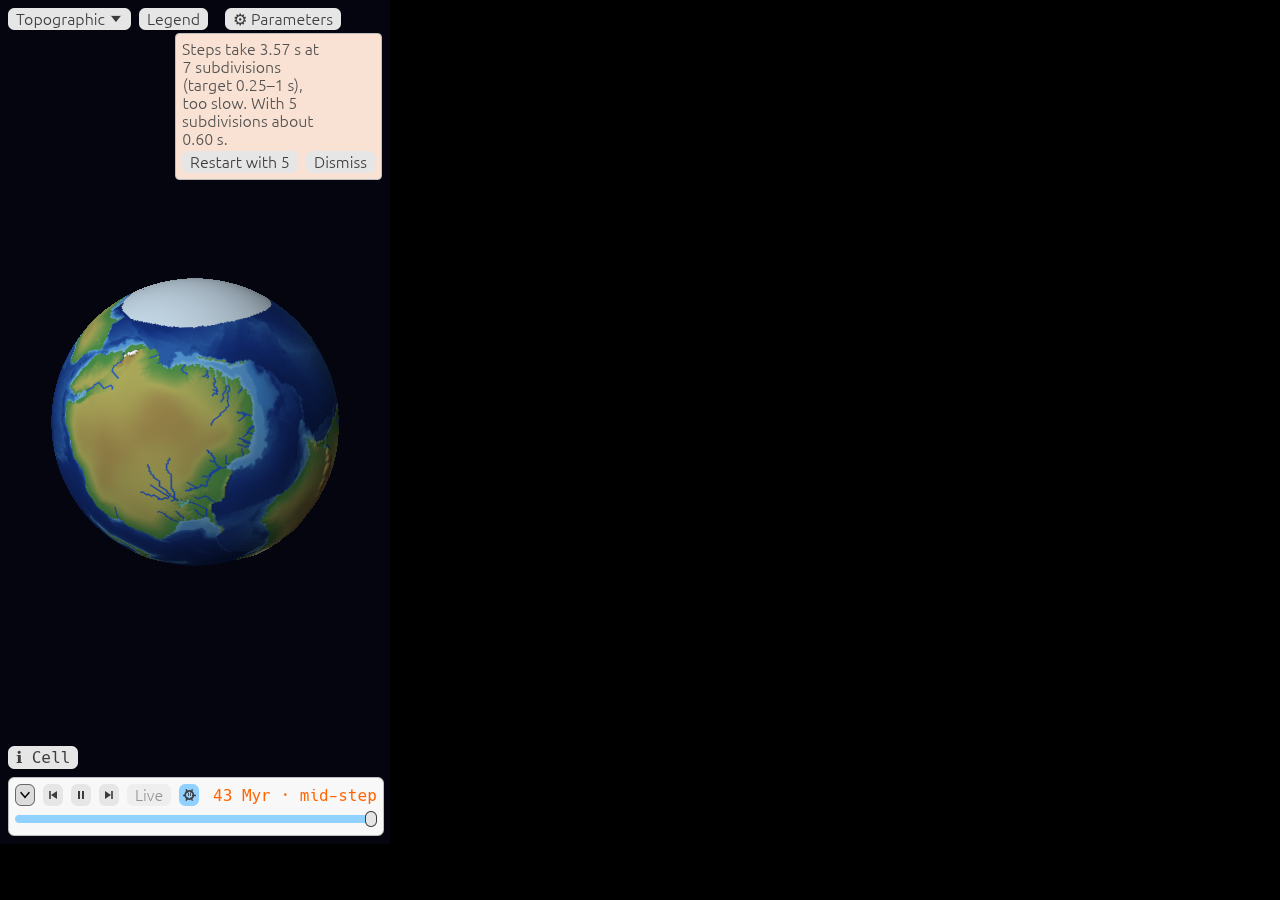 Topographic Legend ⚙ Parameters
Steps take 3.57 s at
7 subdivisions
(target 0.25–1 s),
too slow. With 5
subdivisions about
0.60 s.
Restart with 5 Dismiss
ℹ Cell
Live 43 Myr · mid-step